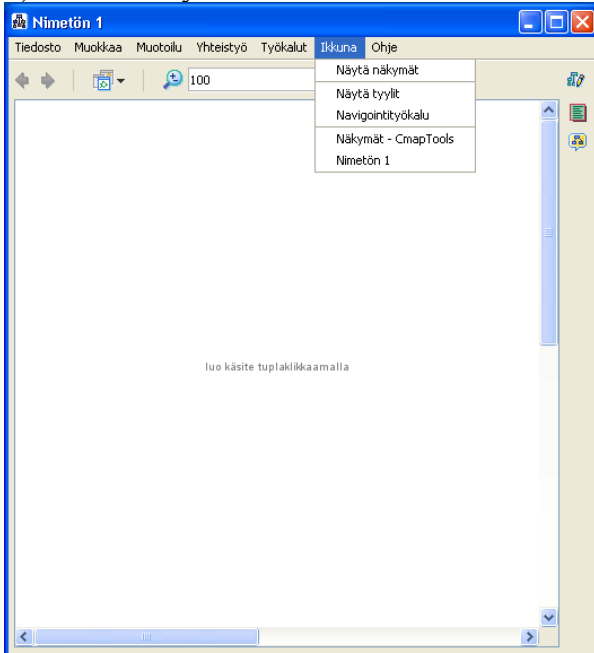 Nimetön 1
Tiedosto Muokkaa Muotoilu Yhteistyö Työkalut Ikkuna Ohje
100
Näytä näkymät
Näytä tyylit
Navigointityökalu
Näkymät - CmapTools
Nimetön 1
luo käsite tuplaklikkaamalla